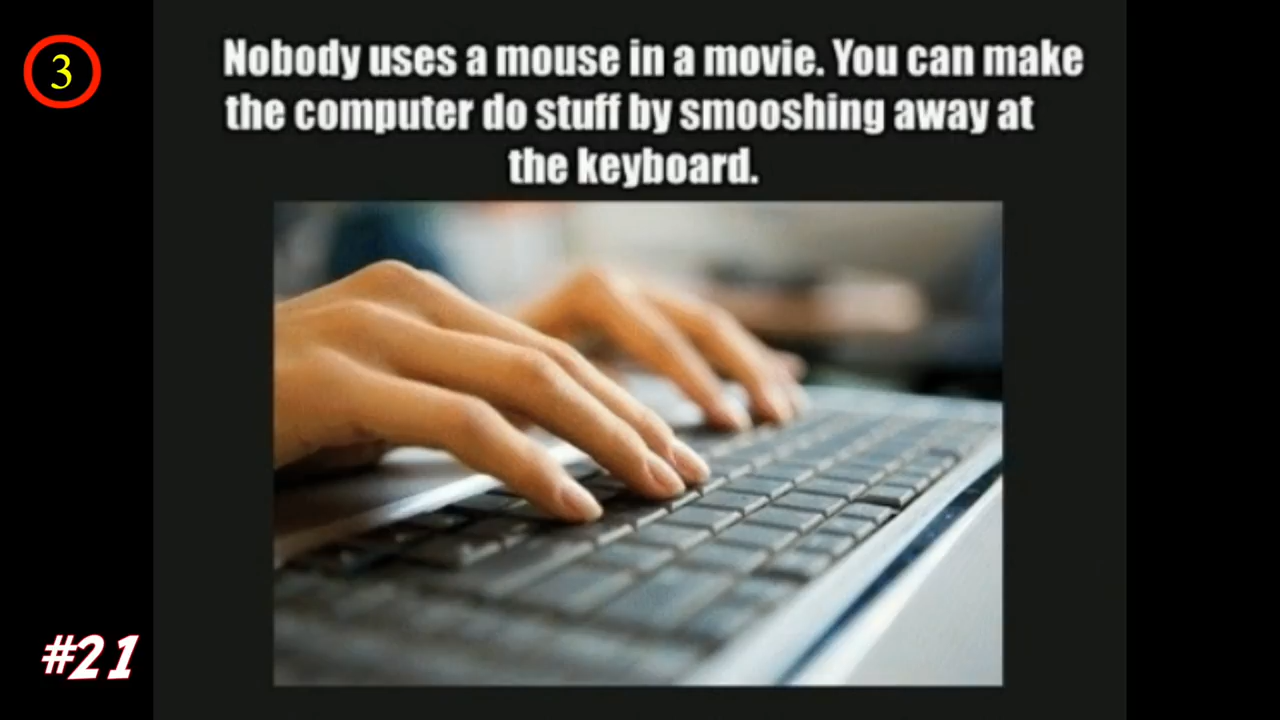 3
Nobody uses a mouse in a movie. You can make
the computer do stuff by smooshing away at
the keyboard.
#21